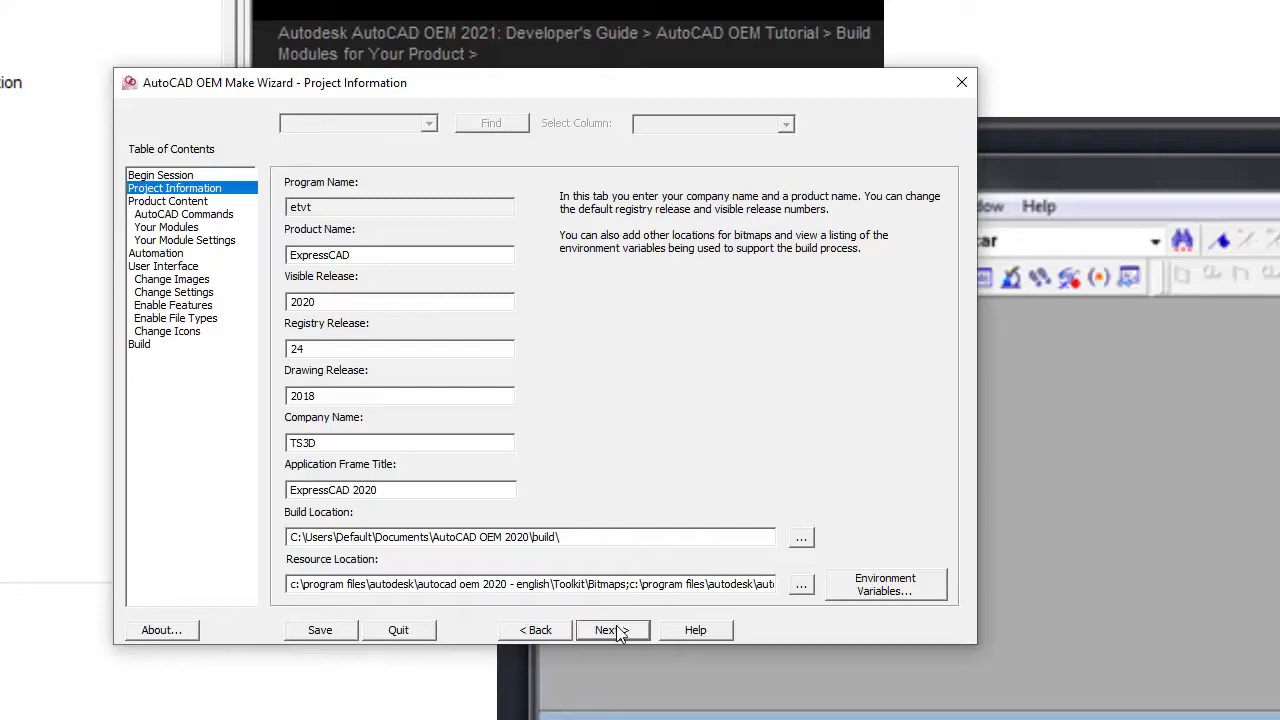 Autodesk AutoCAD OEM 2021: Developer's Guide > AutoCAD OEM Tutorial > Build
Modules for Your Product >
AutoCAD OEM Make Wizard - Project Information
Find
Select Column:
Table of Contents
Begin Session
Project Information
Product Content
AutoCAD Commands
Your Modules
Your Module Settings
Automation
User Interface
Change Images
Change Settings
Enable Features
Enable File Types
Change Icons
Build
Program Name:
etvt
Product Name:
ExpressCAD
Visible Release:
2020
Registry Release:
24
Drawing Release:
2018
Company Name:
TS3D
Application Frame Title:
ExpressCAD 2020
Build Location:
C:\Users\Default\Documents\AutoCAD OEM 2020\build\
...
Resource Location:
c:\program files\autodesk\autocad oem 2020 - english\Toolkit\Bitmaps;c:\program files\autodesk\aut
...
In this tab you enter your company name and a product name. You can change
the default registry release and visible release numbers.
You can also add other locations for bitmaps and view a listing of the
environment variables being used to support the build process.
Environment
Variables...
About...
Save
Quit
< Back
Next >
Help
Help